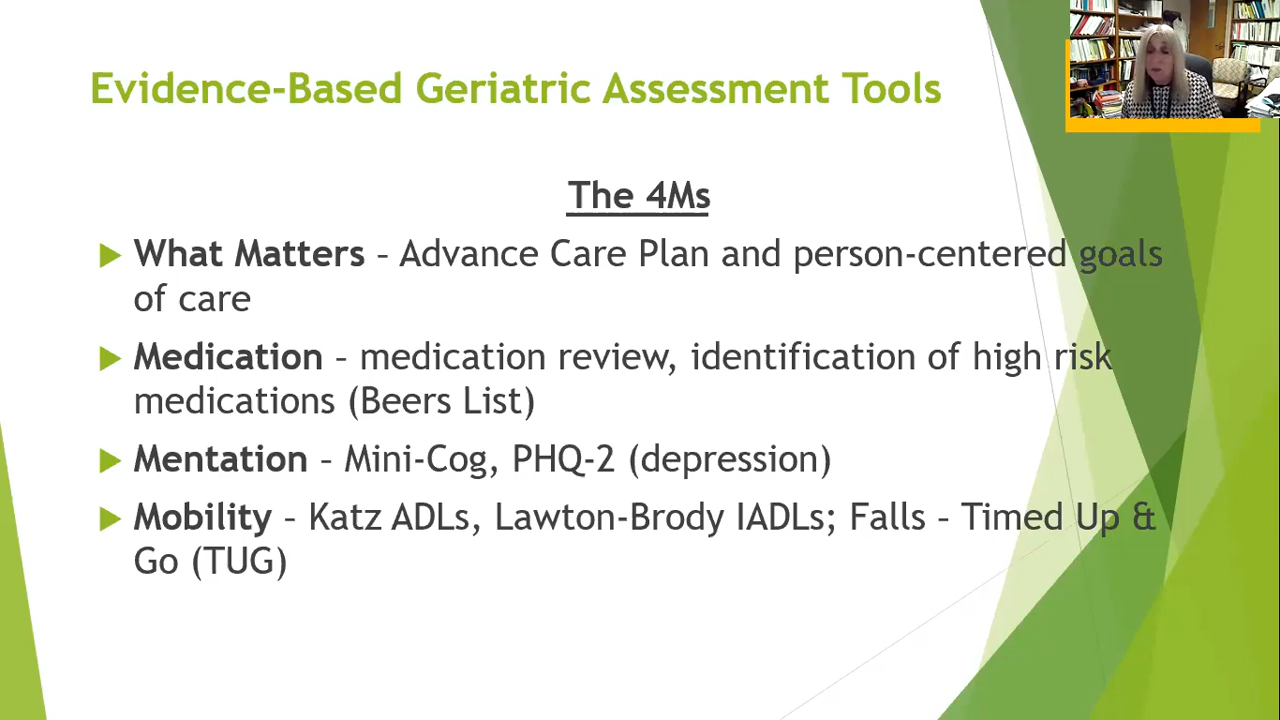 Evidence-Based Geriatric Assessment Tools
The 4Ms
What Matters – Advance Care Plan and person-centered goals
of care
Medication – medication review, identification of high risk
medications (Beers List)
Mentation – Mini-Cog, PHQ-2 (depression)
Mobility – Katz ADLs, Lawton-Brody IADLs; Falls – Timed Up &
Go (TUG)